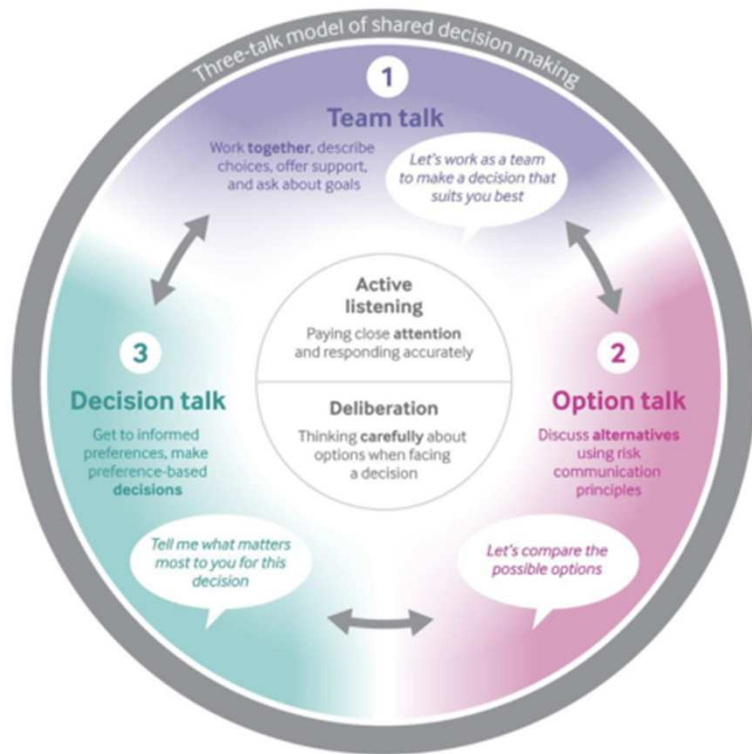 Three-talk model of shared decision making
1
Team talk
Work together, describe
choices, offer support,
and ask about goals
Let's work as a team
to make a decision that
suits you best
Active
listening
Paying close attention
and responding accurately
Deliberation
Thinking carefully about
options when facing
a decision
2
Option talk
Discuss alternatives
using risk
communication
principles
Let's compare the
possible options
3
Decision talk
Get to informed
preferences, make
preference-based
decisions
Tell me what matters
most to you for this
decision